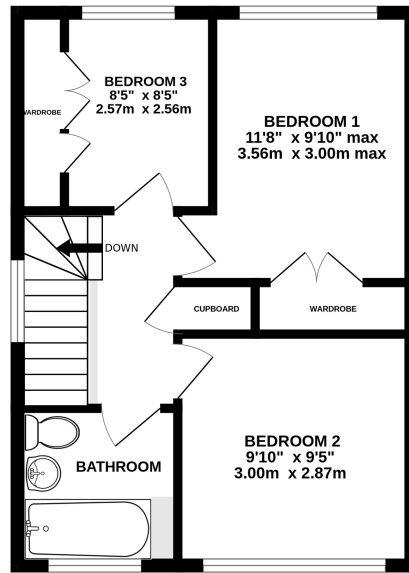 BEDROOM 3
8'5" x 8'5"
2.57m x 2.56m
WARDROBE
BEDROOM 1
11'8" x 9'10" max
3.56m x 3.00m max
DOWN
CUPBOARD
WARDROBE
BEDROOM 2
9'10" x 9'5"
3.00m x 2.87m
BATHROOM